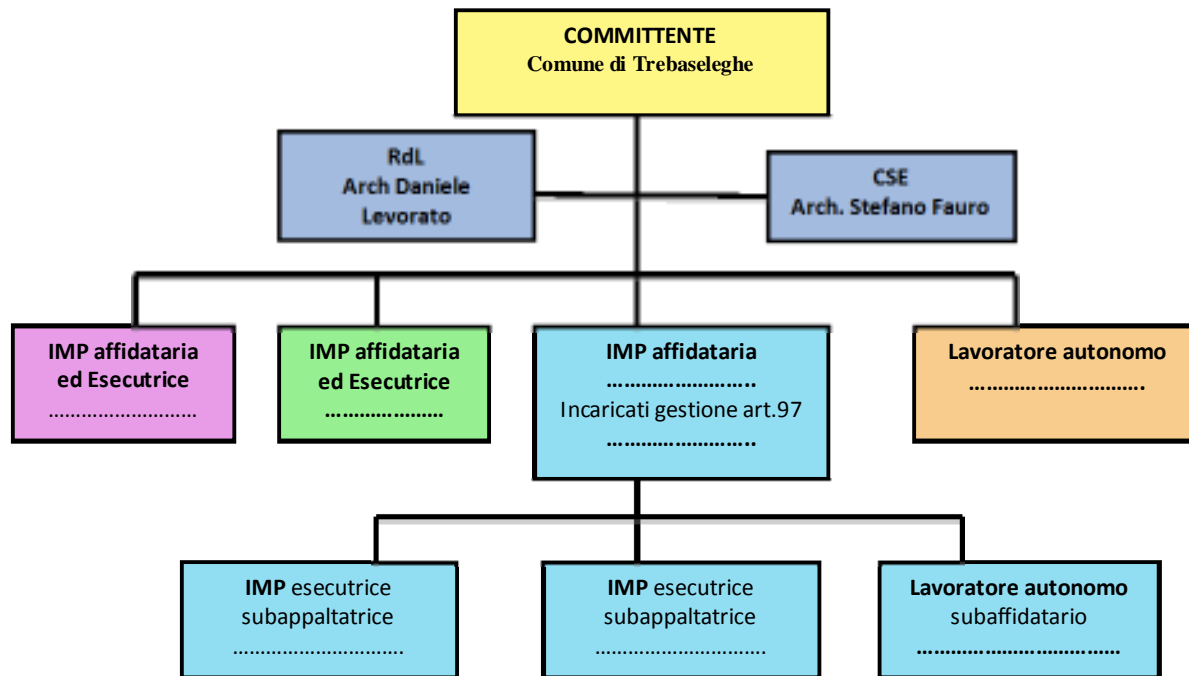 COMMITTENTE
Comune di Trebaseleghe
RdL
Arch Daniele
Levorato
CSE
Arch. Stefano Fauro
IMP affidataria
ed Esecutrice
…………………………
IMP affidataria
ed Esecutrice
…………………
IMP affidataria
……………………..
Incaricati gestione art.97
……………………..
Lavoratore autonomo
………………………….
IMP esecutrice
subappaltatrice
………………………….
IMP esecutrice
subappaltatrice
………………………….
Lavoratore autonomo
subaffidatario
………………………………